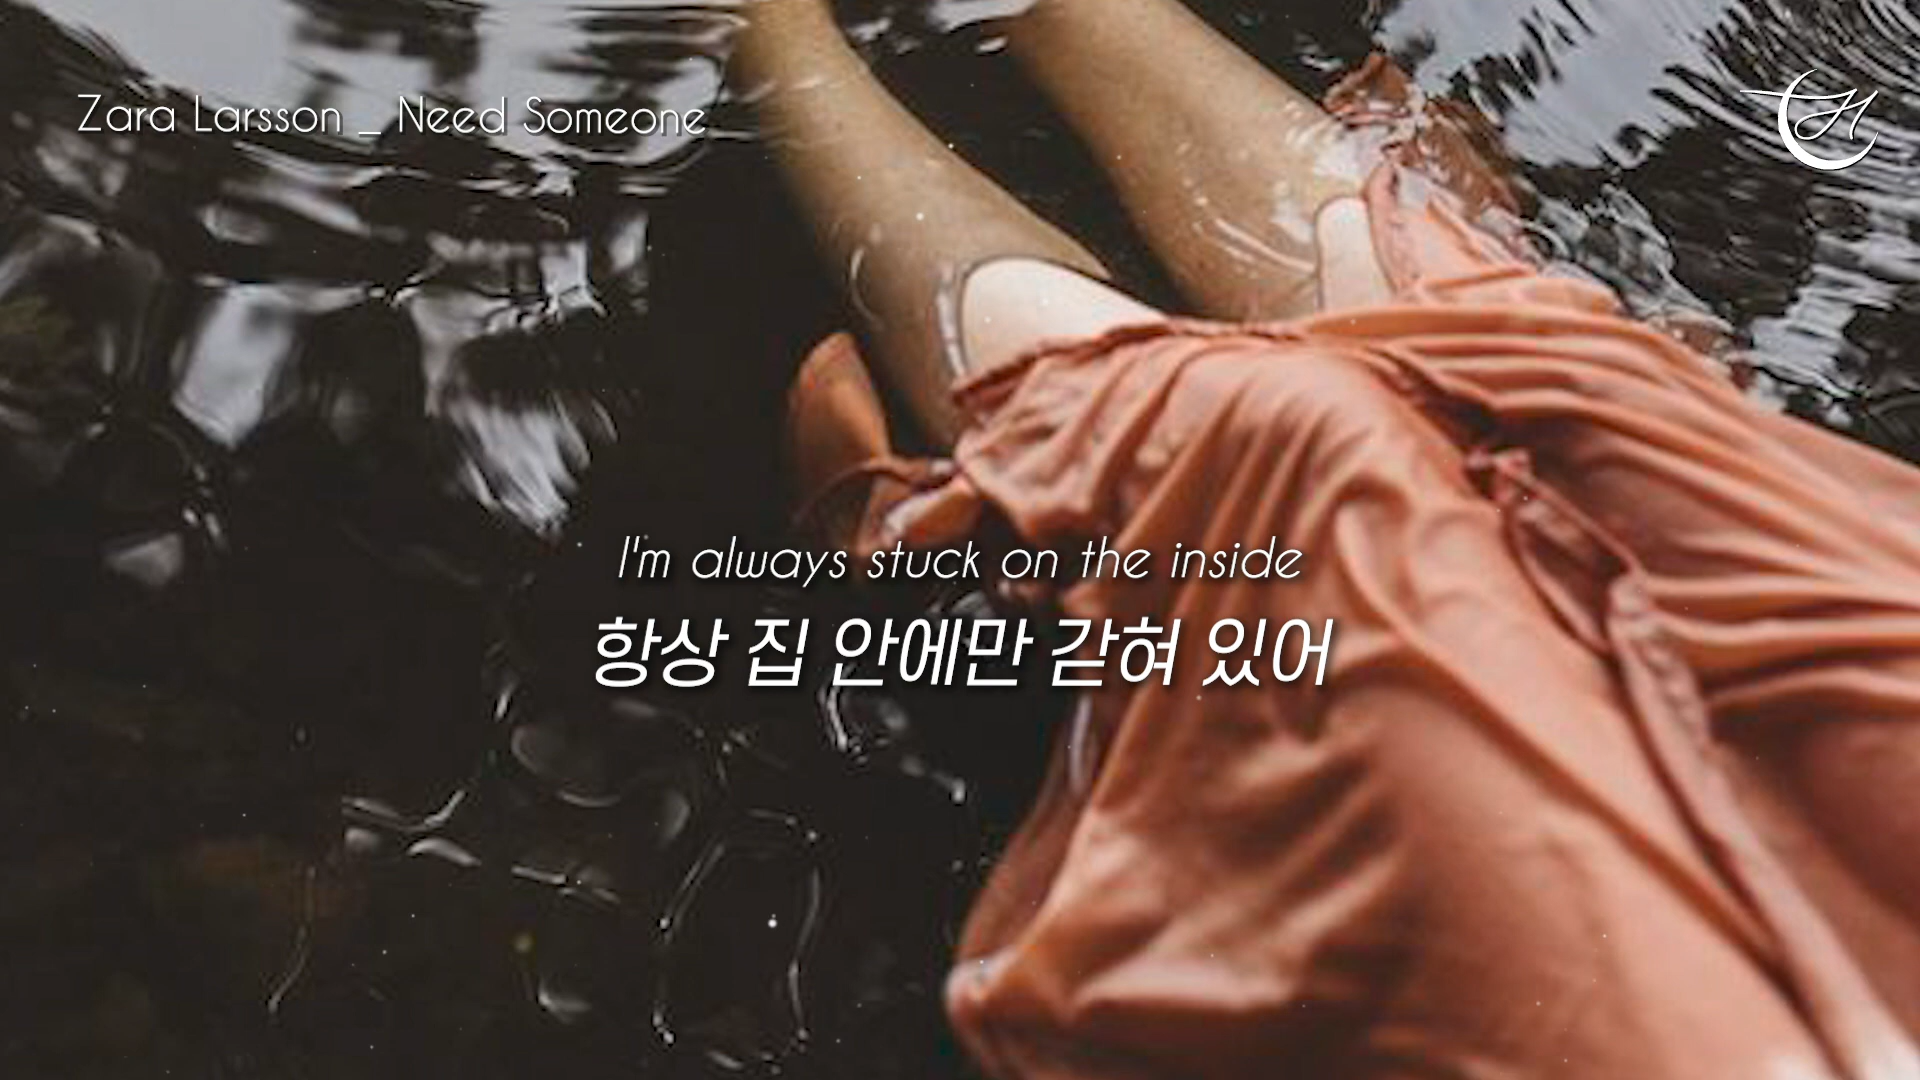 Zara Larsson _ Need Someone
I'm always stuck on the inside
항상 집 안에만 갇혀 있어